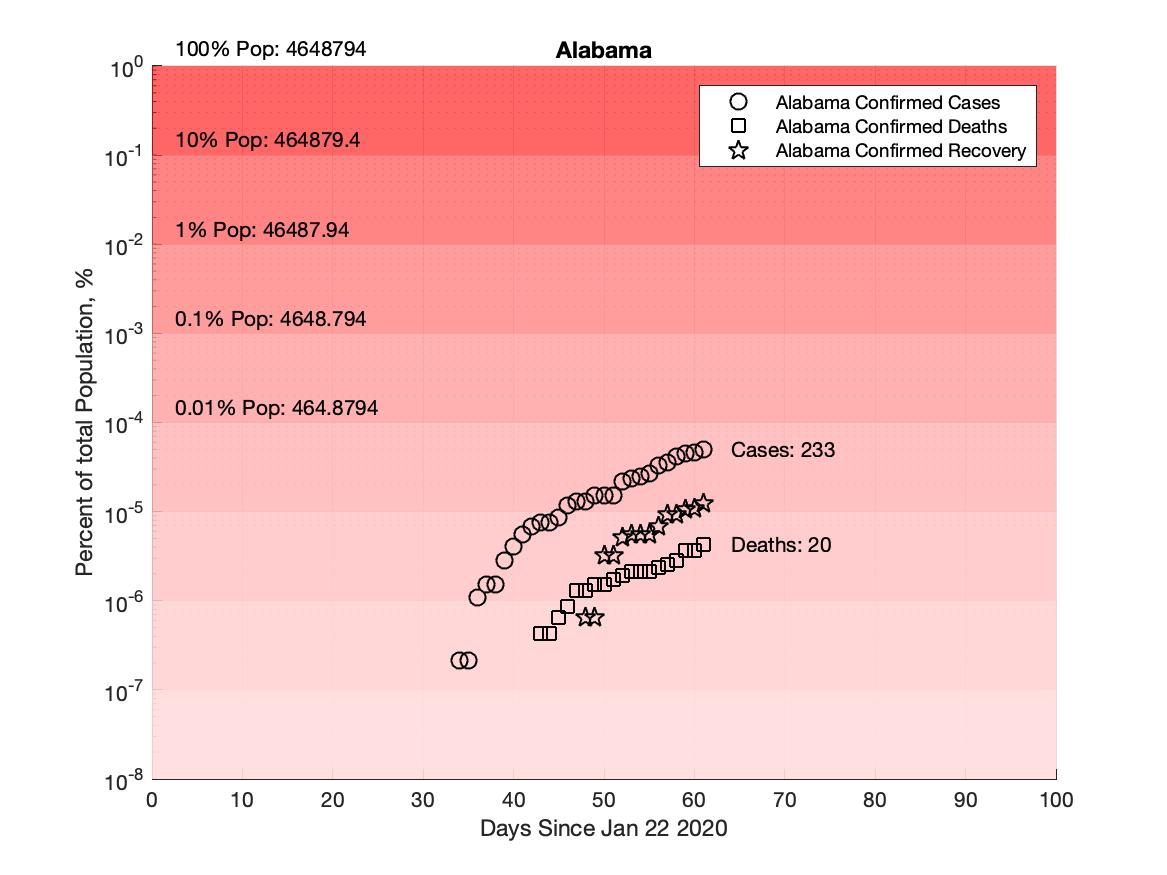 100% Pop: 4648794
Alabama
10^0
Alabama Confirmed Cases
Alabama Confirmed Deaths
Alabama Confirmed Recovery
10% Pop: 464879.4
10^-1
1% Pop: 46487.94
10^-2
0.1% Pop: 4648.794
10^-3
0.01% Pop: 464.8794
10^-4
Cases: 233
10^-5
Deaths: 20
10^-6
10^-7
10^-8
Percent of total Population, %
0 10 20 30 40 50 60 70 80 90 100
Days Since Jan 22 2020